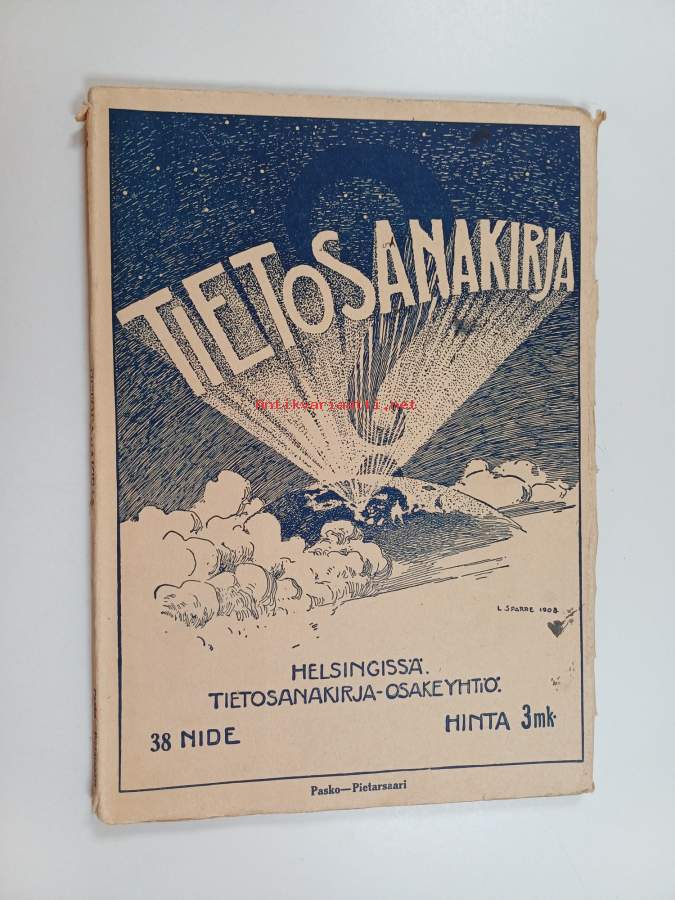 TIETOSANAKIRJA
Antikvariaatti.net
L SPARRE 1908
HELSINGISSÄ.
TIETOSANAKIRJA-OSAKEYHTIÖ.
38 NIDE
HINTA 3mk.
Pasko—Pietarsaari